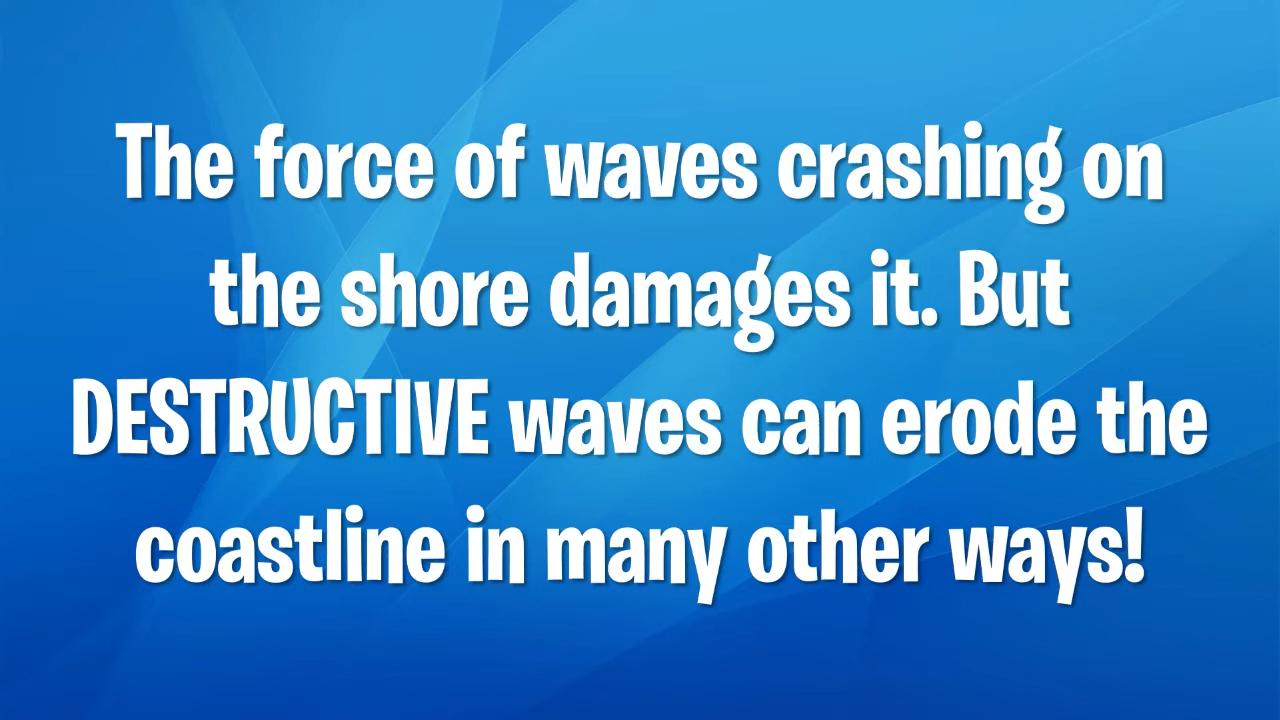 The force of waves crashing on
the shore damages it. But
DESTRUCTIVE waves can erode the
coastline in many other ways!